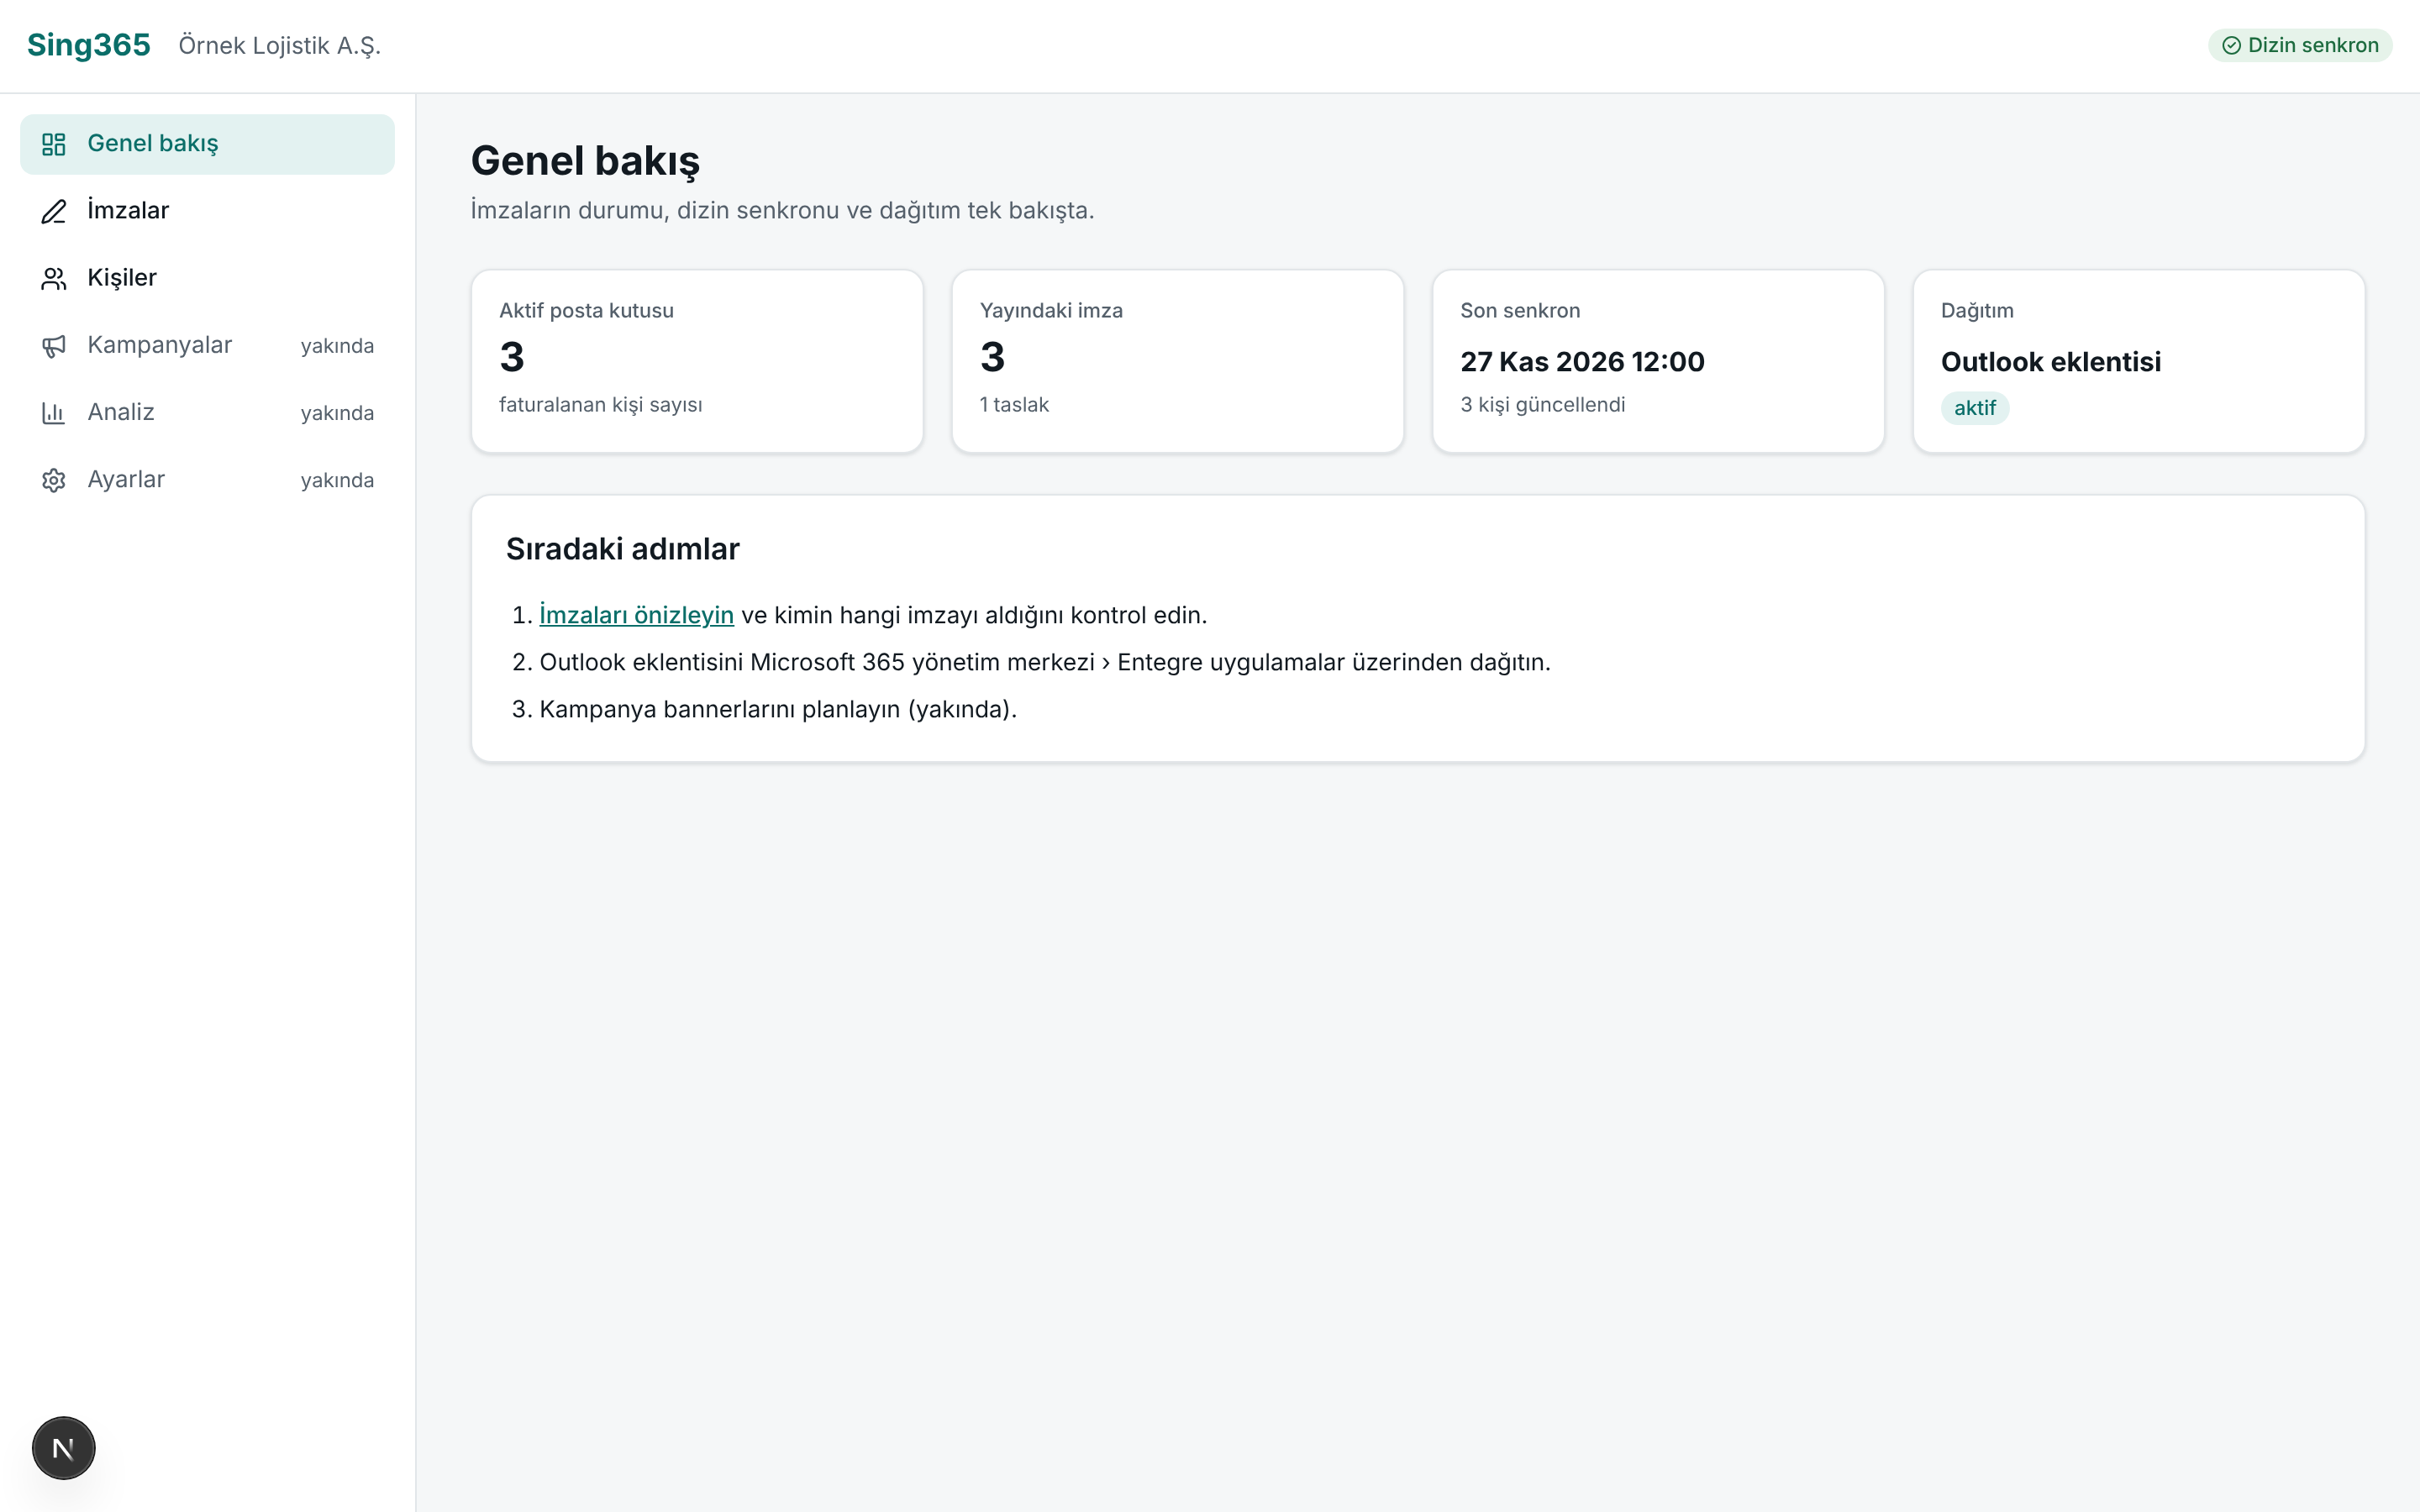 Sing365 Örnek Lojistik A.Ş.
Dizin senkron
Genel bakış
İmzalar
Kişiler
Kampanyalar yakında
Analiz yakında
Ayarlar yakında
Genel bakış
İmzaların durumu, dizin senkronu ve dağıtım tek bakışta.
Aktif posta kutusu
3
faturalanan kişi sayısı
Yayındaki imza
3
1 taslak
Son senkron
27 Kas 2026 12:00
3 kişi güncellendi
Dağıtım
Outlook eklentisi
aktif
Sıradaki adımlar
1. İmzaları önizleyin ve kimin hangi imzayı aldığını kontrol edin.
2. Outlook eklentisini Microsoft 365 yönetim merkezi › Entegre uygulamalar üzerinden dağıtın.
3. Kampanya bannerlarını planlayın (yakında).
N